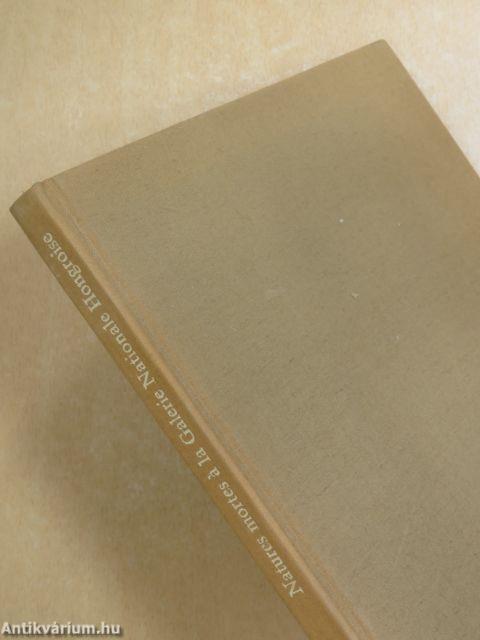 Natures mortes à la Galerie Nationale Hongroise
Antikvárium.hu